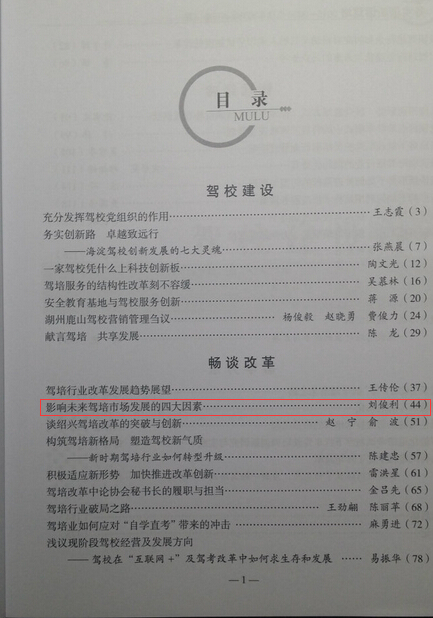 目录
MULU
驾校建设
充分发挥驾校党组织的作用……王志霞(3)
务实创新路 卓越致远行
——海淀驾校创新发展的七大灵魂……张燕晨(7)
一家驾校凭什么上科技创新板……陶文光(12)
驾培服务的结构性改革刻不容缓……吴慕林(16)
安全教育基地与驾校服务创新……蒋 源(20)
湖州鹿山驾校营销管理刍议……杨俊毅 赵晓勇 费俊力(24)
献言驾培 共享发展……陈 龙(29)
畅谈改革
驾培行业改革发展趋势展望……王传伦(37)
影响未来驾培市场发展的四大因素……刘俊利(44)
谈绍兴驾培改革的突破与创新……赵 宁 俞 波(51)
构筑驾培新格局 塑造驾校新气质
——新时期驾培行业如何转型升级……陈建忠(57)
积极适应新形势 加快推进改革创新……雷洪星(61)
驾培改革中论协会秘书长的履职与担当……金吕先(65)
驾培行业破局之路……王劲翩 陈丽苹(68)
驾培业如何应对“自学直考”带来的冲击……麻勇进(72)
浅议现阶段驾校经营及发展方向
——驾校在“互联网+”及驾考改革中如何求生存和发展……易振华(78)
—1—